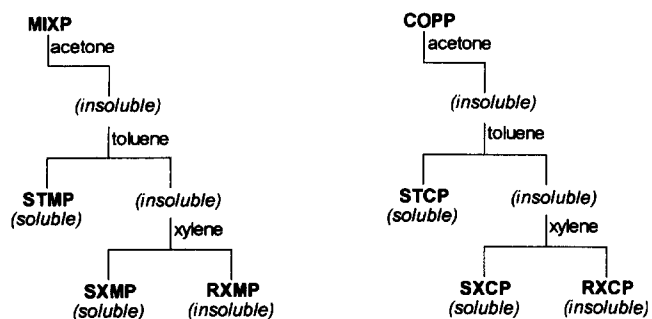 MIXP
acetone
(insoluble)
toluene
STMP
(soluble)
(insoluble)
xylene
SXMP
(soluble)
RXMP
(insoluble)
COPP
acetone
(insoluble)
toluene
STCP
(soluble)
(insoluble)
xylene
SXCP
(soluble)
RXCP
(insoluble)